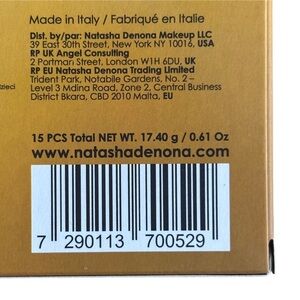 Made in Italy / Fabriqué en Italie
Dist. by/par: Natasha Denona Makeup LLC
39 East 30th Street, New York NY 10016, USA
RP UK Angel Consulting
2 Portman Street, London W1H 6DU, UK
RP EU Natasha Denona Trading Limited
Trident Park, Notabile Gardens, No. 2 –
Level 3 Mdina Road, Zone 2, Central Business
District Bkara, CBD 2010 Malta, EU
dzieci
15 PCS Total NET WT. 17.40 g / 0.61 Oz
www.natashadenona.com
7 290113 700529